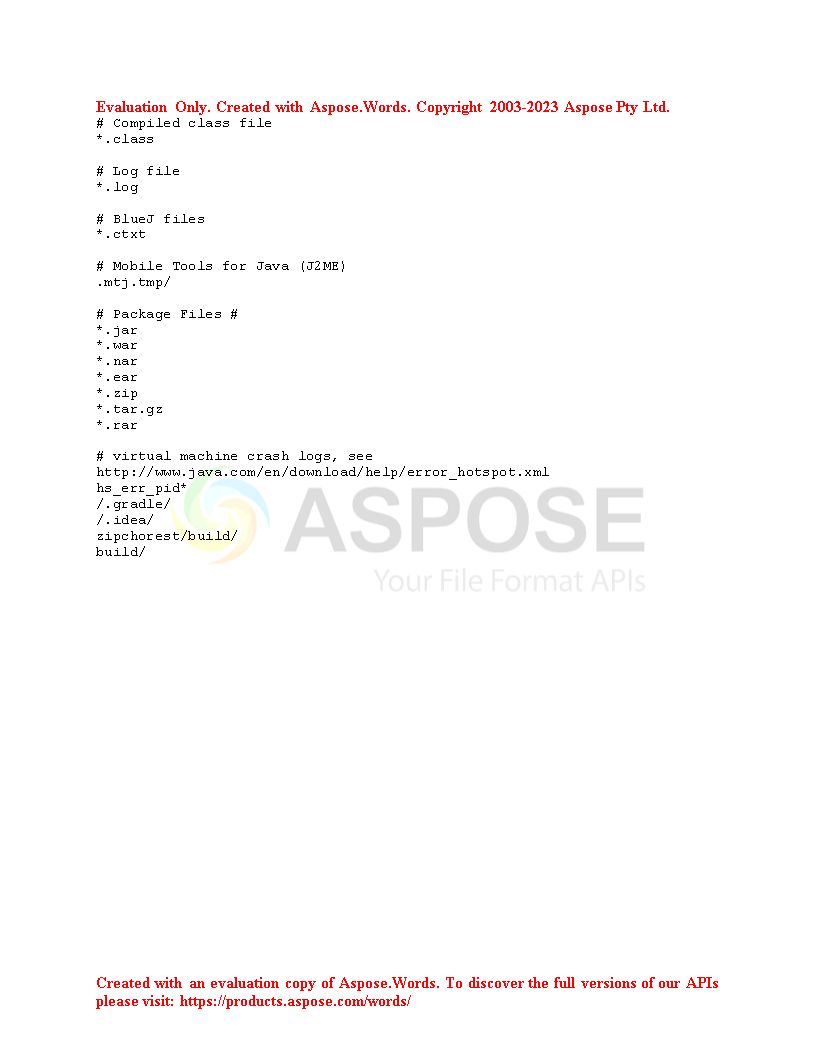 Evaluation Only. Created with Aspose.Words. Copyright 2003-2023 Aspose Pty Ltd.
# Compiled class file
*.class

# Log file
*.log

# BlueJ files
*.ctxt

# Mobile Tools for Java (J2ME)
.mtj.tmp/

# Package Files #
*.jar
*.war
*.nar
*.ear
*.zip
*.tar.gz
*.rar

# virtual machine crash logs, see
http://www.java.com/en/download/help/error_hotspot.xml
hs_err_pid*
/.gradle/
/.idea/
zipchorest/build/
build/
ASPOSE
Your File Format APIs
Created with an evaluation copy of Aspose.Words. To discover the full versions of our APIs
please visit: https://products.aspose.com/words/